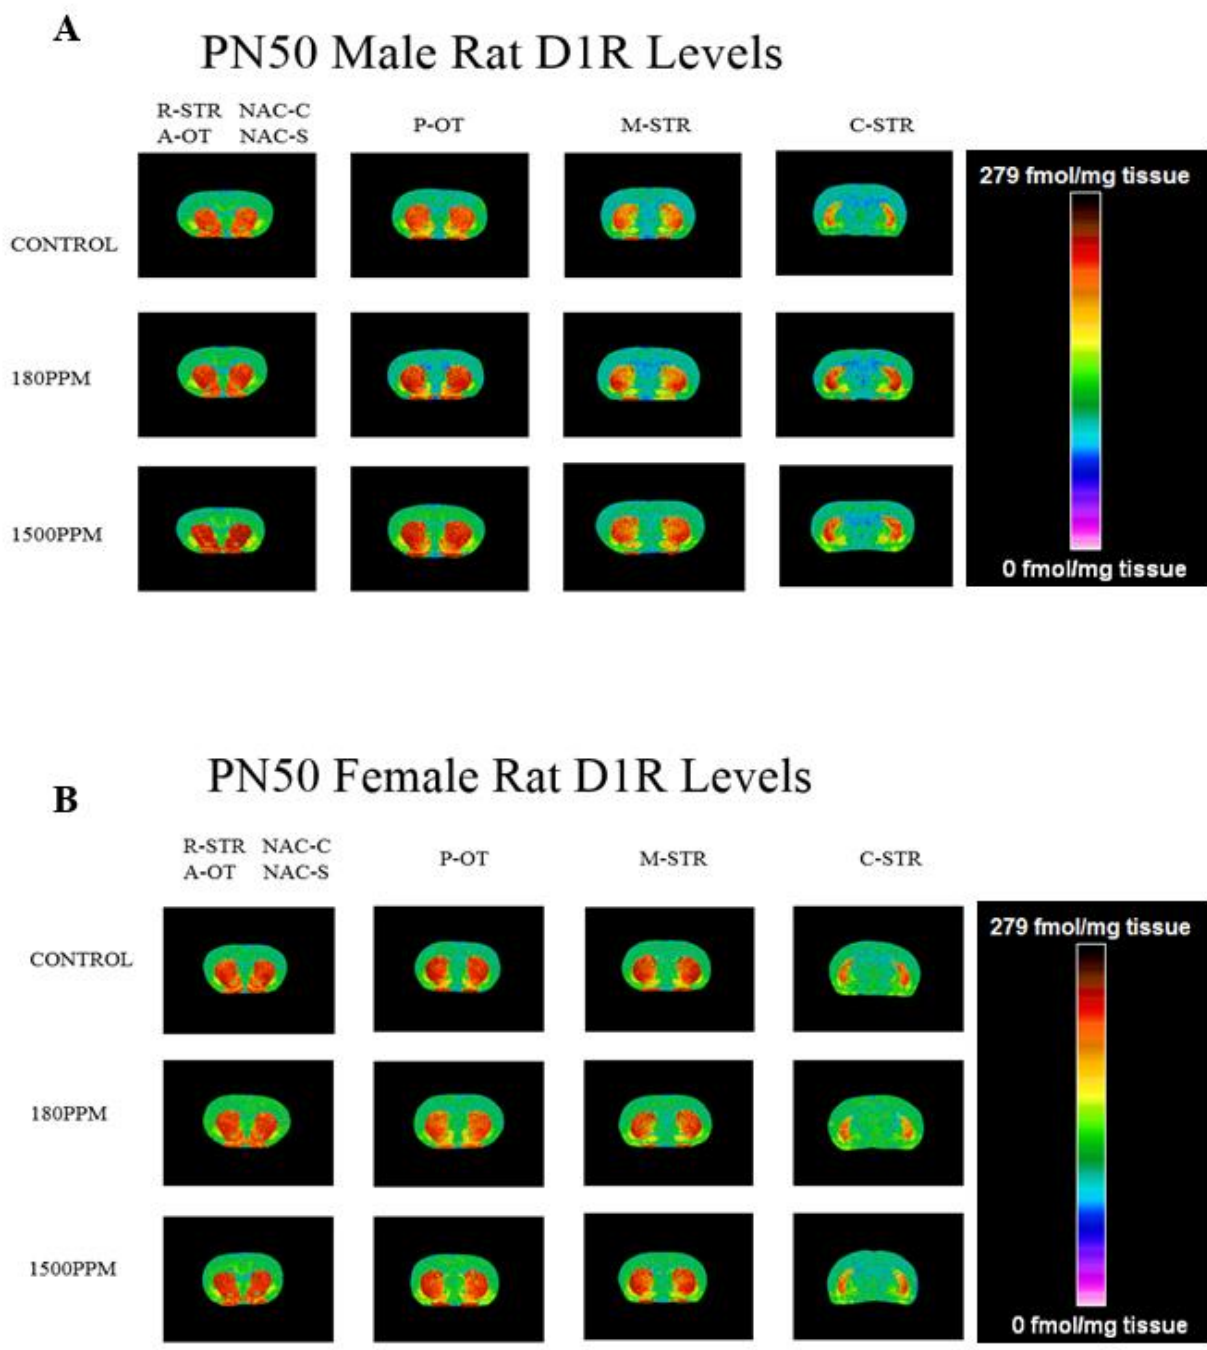 A
PN50 Male Rat D1R Levels
R-STR NAC-C
A-OT NAC-S
P-OT
M-STR
C-STR
279 fmol/mg tissue
CONTROL
180PPM
1500PPM
0 fmol/mg tissue
B
PN50 Female Rat D1R Levels
R-STR NAC-C
A-OT NAC-S
P-OT
M-STR
C-STR
279 fmol/mg tissue
CONTROL
180PPM
1500PPM
0 fmol/mg tissue